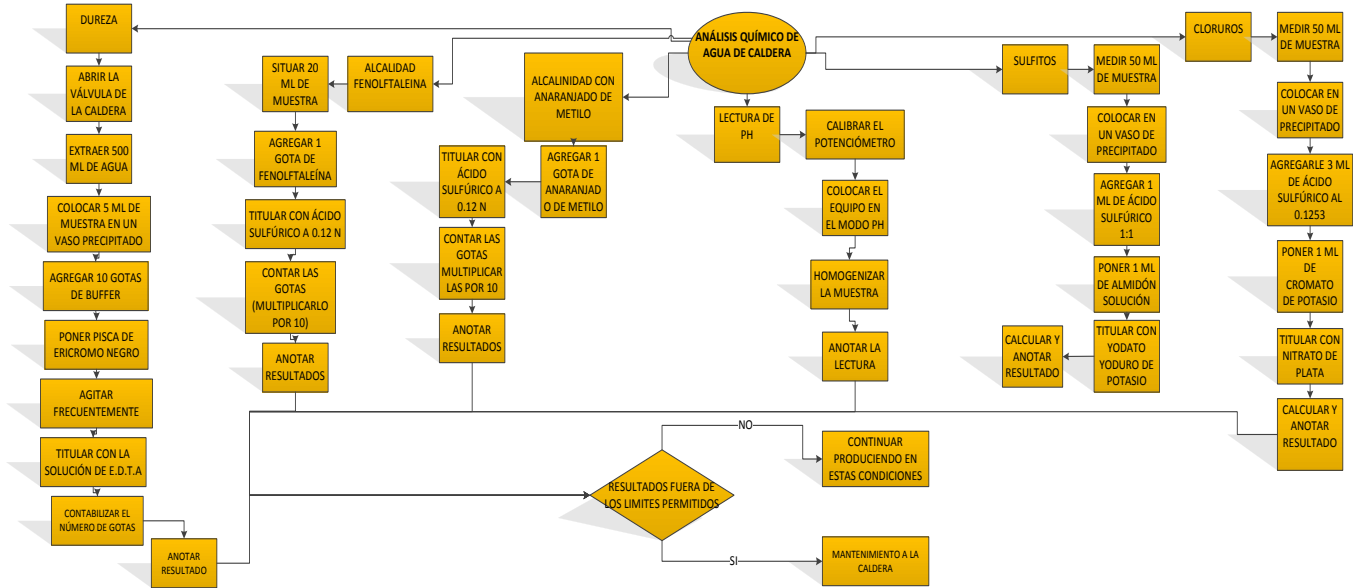 DUREZA
ABRIR LA
VÁLVULA DE
LA CALDERA
EXTRAER 500
ML DE AGUA
COLOCAR 5 ML DE
MUESTRA EN UN
VASO PRECIPITADO
AGREGAR 10 GOTAS
DE BUFFER
PONER PISCA DE
ERICROMO NEGRO
AGITAR
FRECUENTEMENTE
TITULAR CON LA
SOLUCIÓN DE E.D.T.A
CONTABILIZAR EL
NÚMERO DE GOTAS
ANOTAR
RESULTADO
SITUAR 20
ML DE
MUESTRA
ALCALIDAD
FENOLFTALEINA
AGREGAR 1
GOTA DE
FENOLFTALEÍNA
TITULAR CON ÁCIDO
SULFÚRICO A 0.12 N
CONTAR LAS
GOTAS
(MULTIPLICARLO
POR 10)
ANOTAR
RESULTADOS
ALCALINIDAD CON
ANARANJADO DE
METILO
AGREGAR 1
GOTA DE
ANARANJAD
O DE METILO
TITULAR CON
ÁCIDO
SULFÚRICO A
0.12 N
CONTAR LAS
GOTAS
MULTIPLICAR
LAS POR 10
ANOTAR
RESULTADOS
ANÁLISIS QUÍMICO DE
AGUA DE CALDERA
LECTURA DE
PH
CALIBRAR EL
POTENCIÓMETRO
COLOCAR EL
EQUIPO EN
EL MODO PH
HOMOGENIZAR
LA MUESTRA
ANOTAR LA
LECTURA
SULFITOS
MEDIR 50 ML
DE MUESTRA
COLOCAR EN
UN VASO DE
PRECIPITADO
AGREGAR 1
ML DE ÁCIDO
SULFÚRICO
1:1
PONER 1 ML
DE ALMIDÓN
SOLUCIÓN
TITULAR CON
YODATO
YODURO DE
POTASIO
CALCULAR Y
ANOTAR
RESULTADO
CLORUROS
MEDIR 50 ML
DE MUESTRA
COLOCAR EN
UN VASO DE
PRECIPITADO
AGREGARLE 3 ML
DE ÁCIDO
SULFÚRICO AL
0.1253
PONER 1 ML
DE
CROMATO DE
POTASIO
TITULAR CON
NITRATO DE
PLATA
CALCULAR Y
ANOTAR
RESULTADO
RESULTADOS FUERA DE
LOS LIMITES PERMITIDOS
NO
CONTINUAR
PRODUCIENDO EN
ESTAS CONDICIONES
SI
MANTENIMIENTO A LA
CALDERA